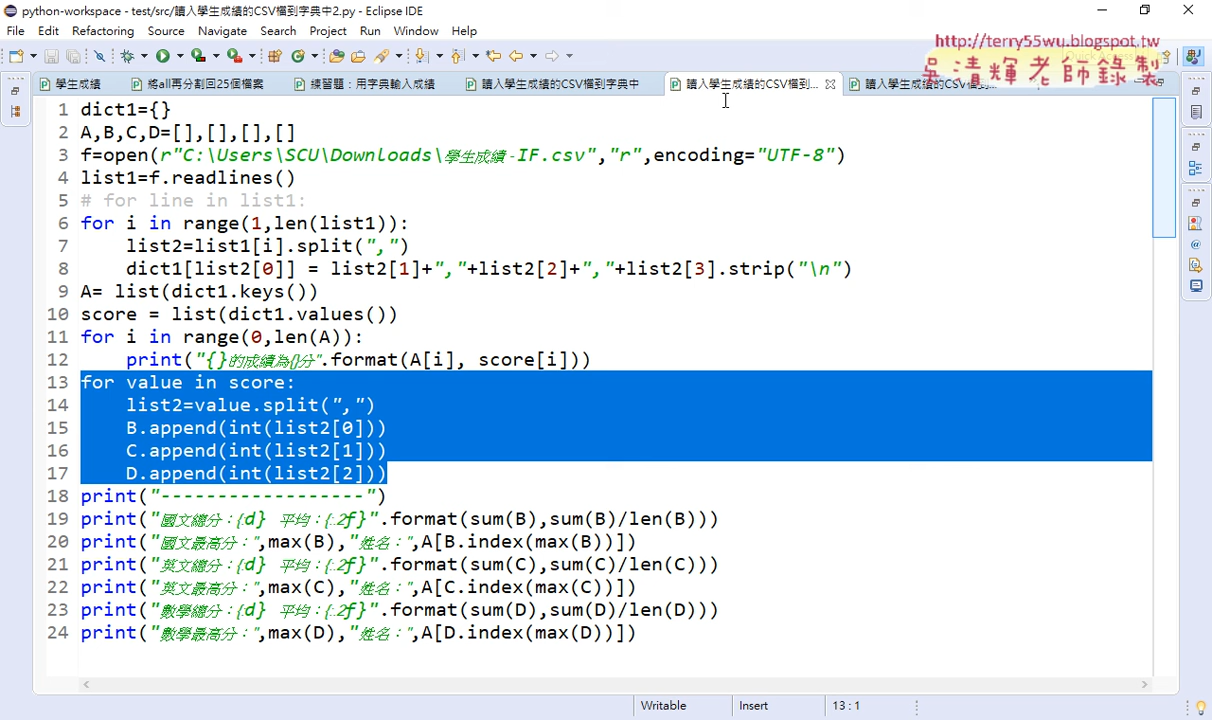 python-workspace - test/src/讀入學生成績的CSV檔到字典中2.py - Eclipse IDE
File Edit Refactoring Source Navigate Search Project Run Window Help
http://terry55wu.blogspot.tw
吳清輝老師錄製
學生成績 將all再分割回25個檔案 練習題：用字典輸入成績 讀入學生成績的CSV檔到字典中 讀入學生成績的CSV檔到... 讀入學生成績的CSV檔到...
1 dict1={}
2 A,B,C,D=[],[],[],[]
3 f=open(r"C:\Users\SCU\Downloads\學生成績 - IF.csv","r",encoding="UTF-8")
4 list1=f.readlines()
5 # for line in list1:
6 for i in range(1,len(list1)):
7 list2=list1[i].split(",")
8 dict1[list2[0]] = list2[1]+","+list2[2]+","+list2[3].strip("\n")
9 A= list(dict1.keys())
10 score = list(dict1.values())
11 for i in range(0,len(A)):
12 print("{}的成績為{}分".format(A[i], score[i]))
13 for value in score:
14 list2=value.split(",")
15 B.append(int(list2[0]))
16 C.append(int(list2[1]))
17 D.append(int(list2[2]))
18 print("------------------")
19 print("國文總分：{:d} 平均：{:.2f}".format(sum(B),sum(B)/len(B)))
20 print("國文最高分：",max(B),"姓名：",A[B.index(max(B))])
21 print("英文總分：{:d} 平均：{:.2f}".format(sum(C),sum(C)/len(C)))
22 print("英文最高分：",max(C),"姓名：",A[C.index(max(C))])
23 print("數學總分：{:d} 平均：{:.2f}".format(sum(D),sum(D)/len(D)))
24 print("數學最高分：",max(D),"姓名：",A[D.index(max(D))])
Writable Insert 13 : 1